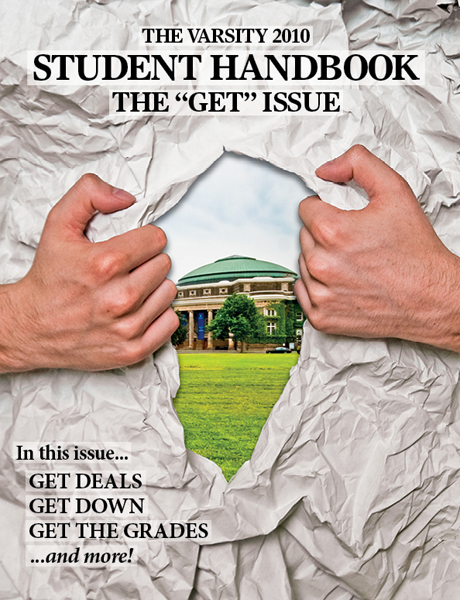 THE VARSITY 2010
STUDENT HANDBOOK
THE “GET” ISSUE
In this issue...
GET DEALS
GET DOWN
GET THE GRADES
...and more!